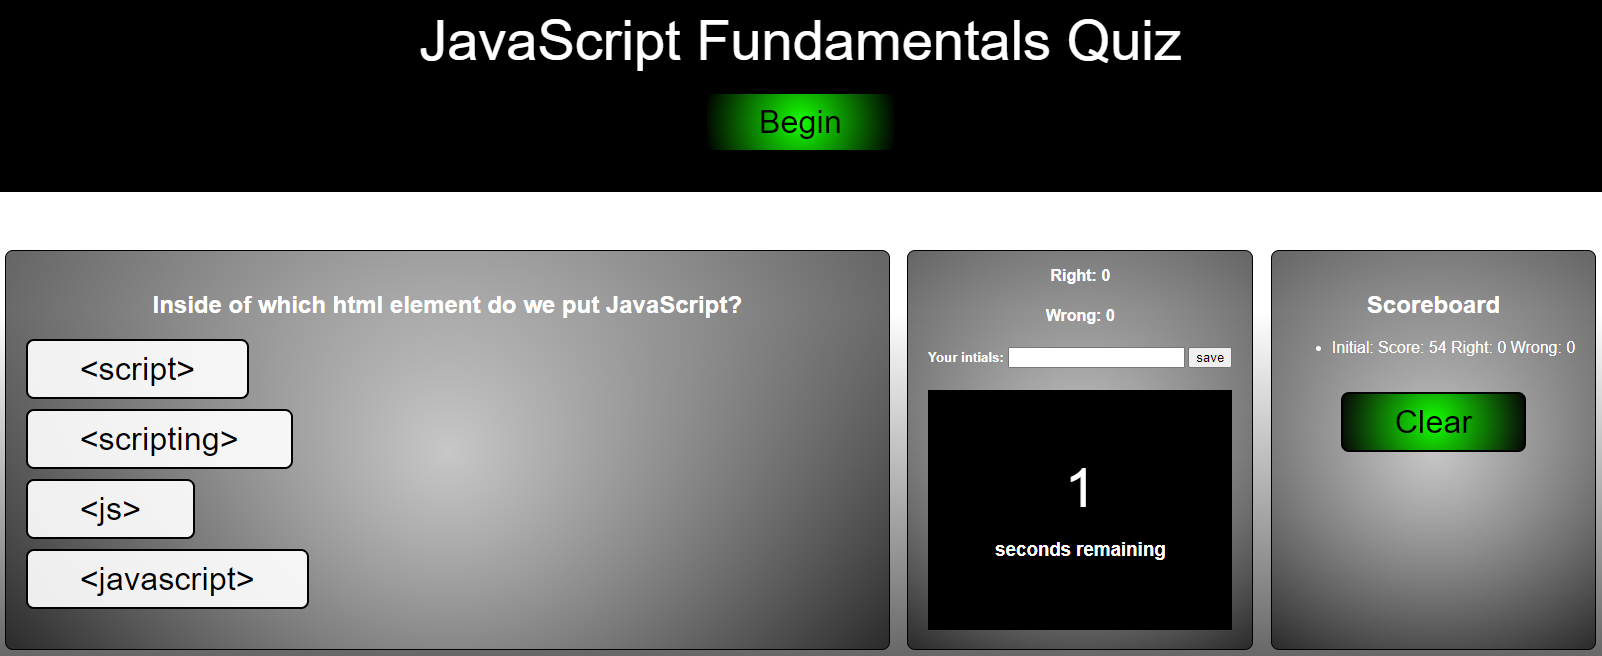 JavaScript Fundamentals Quiz
Begin
Inside of which html element do we put JavaScript?
<script>
<scripting>
<js>
<javascript>
Right: 0
Wrong: 0
Your intials: save
1
seconds remaining
Scoreboard
Initial: Score: 54 Right: 0 Wrong: 0
Clear